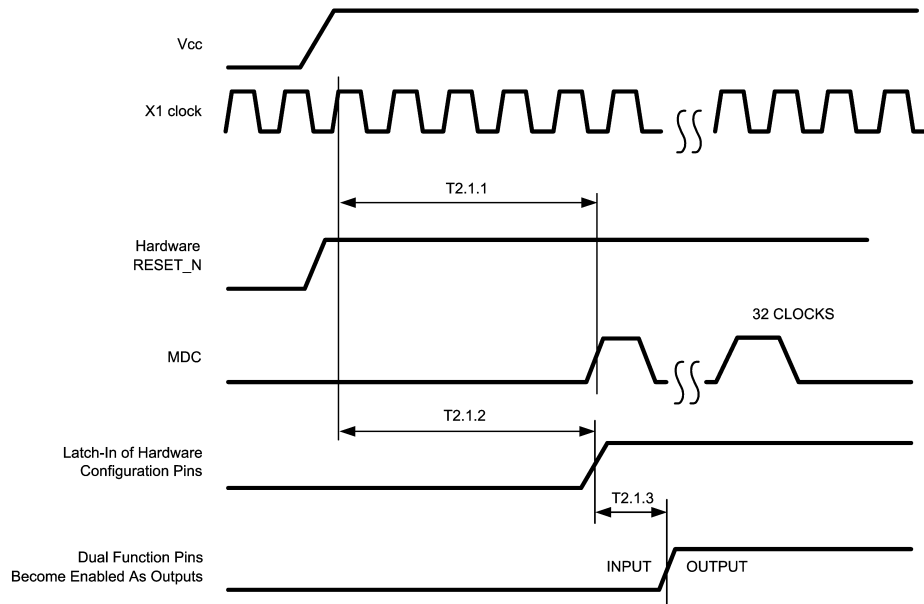 Vcc
X1 clock
T2.1.1
Hardware
RESET_N
32 CLOCKS
MDC
T2.1.2
Latch-In of Hardware
Configuration Pins
T2.1.3
Dual Function Pins
Become Enabled As Outputs
INPUT
OUTPUT